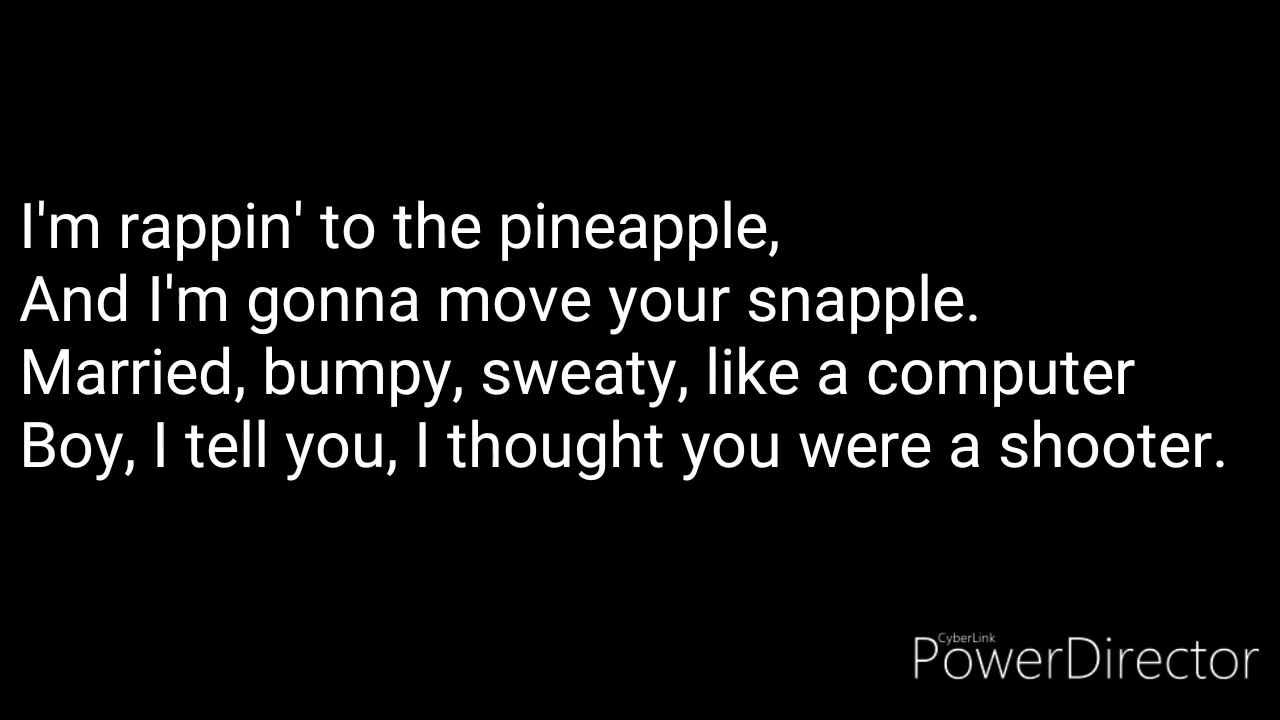 I'm rappin' to the pineapple,
And I'm gonna move your snapple.
Married, bumpy, sweaty, like a computer
Boy, I tell you, I thought you were a shooter.
CyberLink
PowerDirector